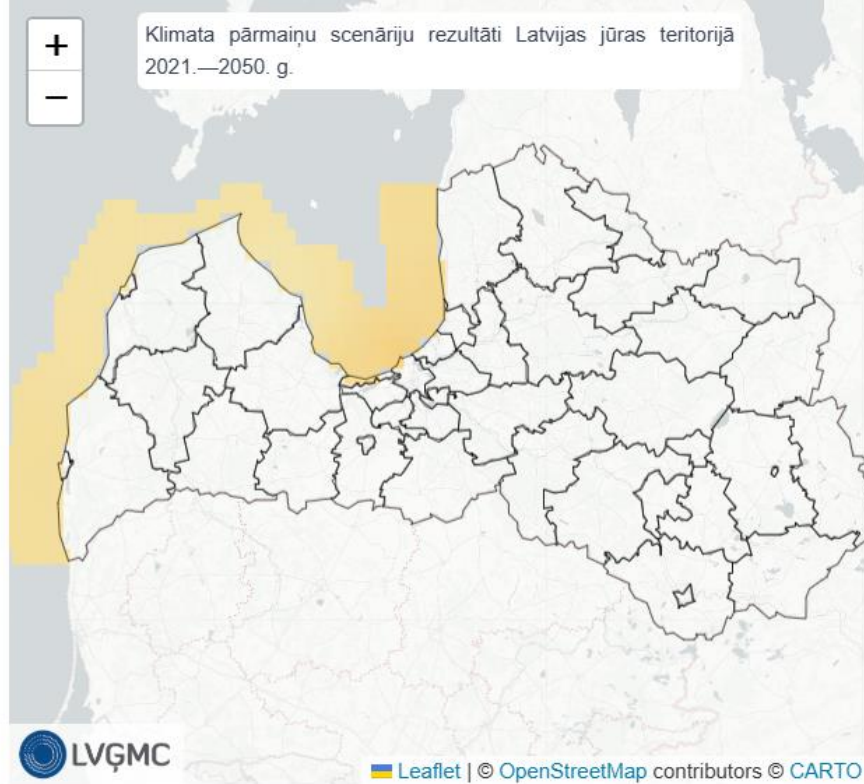 +
Klimata pārmaiņu scenāriju rezultāti Latvijas jūras teritorijā
2021.—2050. g.
−
LVĢMC
Leaflet | © OpenStreetMap contributors © CARTO